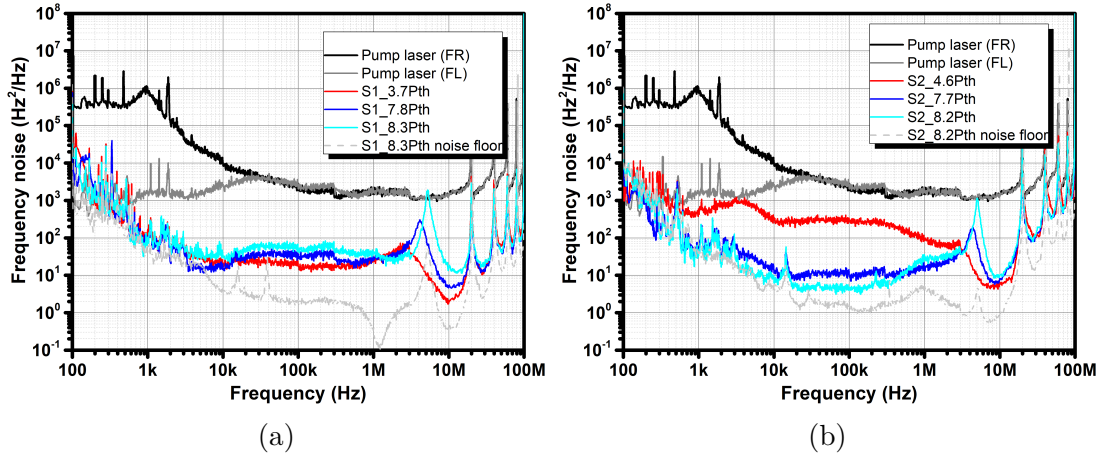 10^8
10^7
10^6
10^5
10^4
10^3
10^2
10^1
10^0
10^-1
Frequency noise (Hz^2/Hz)
Pump laser (FR)
Pump laser (FL)
S1_3.7Pth
S1_7.8Pth
S1_8.3Pth
S1_8.3Pth noise floor
100 1k 10k 100k 1M 10M 100M
Frequency (Hz)
(a)
10^8
10^7
10^6
10^5
10^4
10^3
10^2
10^1
10^0
10^-1
Frequency noise (Hz^2/Hz)
Pump laser (FR)
Pump laser (FL)
S2_4.6Pth
S2_7.7Pth
S2_8.2Pth
S2_8.2Pth noise floor
100 1k 10k 100k 1M 10M 100M
Frequency (Hz)
(b)